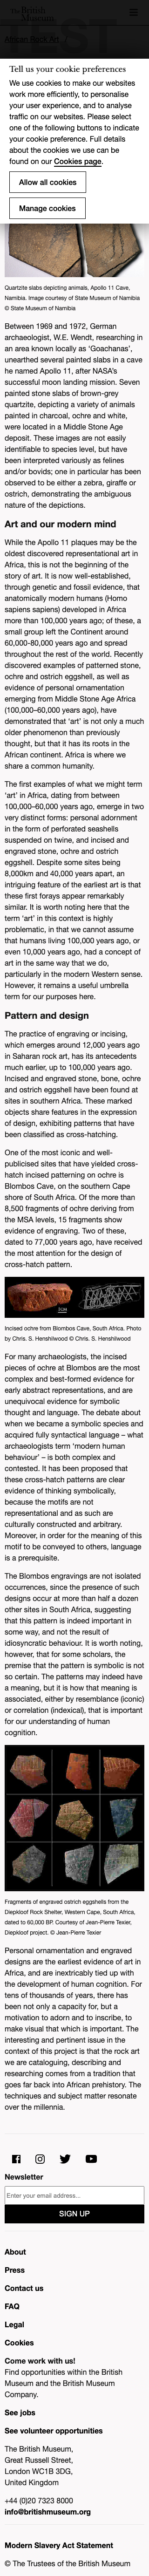 The British
Museum
African Rock Art
Tell us your cookie preferences
We use cookies to make our websites
work more efficiently, to personalise
your user experience, and to analyse
traffic on our websites. Please select
one of the following buttons to indicate
your cookie preference. Full details
about the cookies we use can be
found on our Cookies page.
Allow all cookies
Manage cookies
Quartzite slabs depicting animals, Apollo 11 Cave,
Namibia. Image courtesy of State Museum of Namibia
© State Museum of Namibia
Between 1969 and 1972, German
archaeologist, W.E. Wendt, researching in
an area known locally as 'Goachanas',
unearthed several painted slabs in a cave
he named Apollo 11, after NASA's
successful moon landing mission. Seven
painted stone slabs of brown-grey
quartzite, depicting a variety of animals
painted in charcoal, ochre and white,
were located in a Middle Stone Age
deposit. These images are not easily
identifiable to species level, but have
been interpreted variously as felines
and/or bovids; one in particular has been
observed to be either a zebra, giraffe or
ostrich, demonstrating the ambiguous
nature of the depictions.
Art and our modern mind
While the Apollo 11 plaques may be the
oldest discovered representational art in
Africa, this is not the beginning of the
story of art. It is now well-established,
through genetic and fossil evidence, that
anatomically modern humans (Homo
sapiens sapiens) developed in Africa
more than 100,000 years ago; of these, a
small group left the Continent around
60,000-80,000 years ago and spread
throughout the rest of the world. Recently
discovered examples of patterned stone,
ochre and ostrich eggshell, as well as
evidence of personal ornamentation
emerging from Middle Stone Age Africa
(100,000–60,000 years ago), have
demonstrated that 'art' is not only a much
older phenomenon than previously
thought, but that it has its roots in the
African continent. Africa is where we
share a common humanity.
The first examples of what we might term
'art' in Africa, dating from between
100,000–60,000 years ago, emerge in two
very distinct forms: personal adornment
in the form of perforated seashells
suspended on twine, and incised and
engraved stone, ochre and ostrich
eggshell. Despite some sites being
8,000km and 40,000 years apart, an
intriguing feature of the earliest art is that
these first forays appear remarkably
similar. It is worth noting here that the
term 'art' in this context is highly
problematic, in that we cannot assume
that humans living 100,000 years ago, or
even 10,000 years ago, had a concept of
art in the same way that we do,
particularly in the modern Western sense.
However, it remains a useful umbrella
term for our purposes here.
Pattern and design
The practice of engraving or incising,
which emerges around 12,000 years ago
in Saharan rock art, has its antecedents
much earlier, up to 100,000 years ago.
Incised and engraved stone, bone, ochre
and ostrich eggshell have been found at
sites in southern Africa. These marked
objects share features in the expression
of design, exhibiting patterns that have
been classified as cross-hatching.
One of the most iconic and well-
publicised sites that have yielded cross-
hatch incised patterning on ochre is
Blombos Cave, on the southern Cape
shore of South Africa. Of the more than
8,500 fragments of ochre deriving from
the MSA levels, 15 fragments show
evidence of engraving. Two of these,
dated to 77,000 years ago, have received
the most attention for the design of
cross-hatch pattern.
3 CM
Incised ochre from Blombos Cave, South Africa. Photo
by Chris. S. Henshilwood © Chris. S. Henshilwood
For many archaeologists, the incised
pieces of ochre at Blombos are the most
complex and best-formed evidence for
early abstract representations, and are
unequivocal evidence for symbolic
thought and language. The debate about
when we became a symbolic species and
acquired fully syntactical language – what
archaeologists term 'modern human
behaviour' – is both complex and
contested. It has been proposed that
these cross-hatch patterns are clear
evidence of thinking symbolically,
because the motifs are not
representational and as such are
culturally constructed and arbitrary.
Moreover, in order for the meaning of this
motif to be conveyed to others, language
is a prerequisite.
The Blombos engravings are not isolated
occurrences, since the presence of such
designs occur at more than half a dozen
other sites in South Africa, suggesting
that this pattern is indeed important in
some way, and not the result of
idiosyncratic behaviour. It is worth noting,
however, that for some scholars, the
premise that the pattern is symbolic is not
so certain. The patterns may indeed have
a meaning, but it is how that meaning is
associated, either by resemblance (iconic)
or correlation (indexical), that is important
for our understanding of human
cognition.
Fragments of engraved ostrich eggshells from the
Diepkloof Rock Shelter, Western Cape, South Africa,
dated to 60,000 BP. Courtesy of Jean-Pierre Texier,
Diepkloof project. © Jean-Pierre Texier
Personal ornamentation and engraved
designs are the earliest evidence of art in
Africa, and are inextricably tied up with
the development of human cognition. For
tens of thousands of years, there has
been not only a capacity for, but a
motivation to adorn and to inscribe, to
make visual that which is important. The
interesting and pertinent issue in the
context of this project is that the rock art
we are cataloguing, describing and
researching comes from a tradition that
goes far back into African prehistory. The
techniques and subject matter resonate
over the millennia.
Newsletter
Enter your email address...
SIGN UP
About
Press
Contact us
FAQ
Legal
Cookies
Come work with us!
Find opportunities within the British
Museum and the British Museum
Company.
See jobs
See volunteer opportunities
The British Museum,
Great Russell Street,
London WC1B 3DG,
United Kingdom
+44 (0)20 7323 8000
info@britishmuseum.org
Modern Slavery Act Statement
© The Trustees of the British Museum